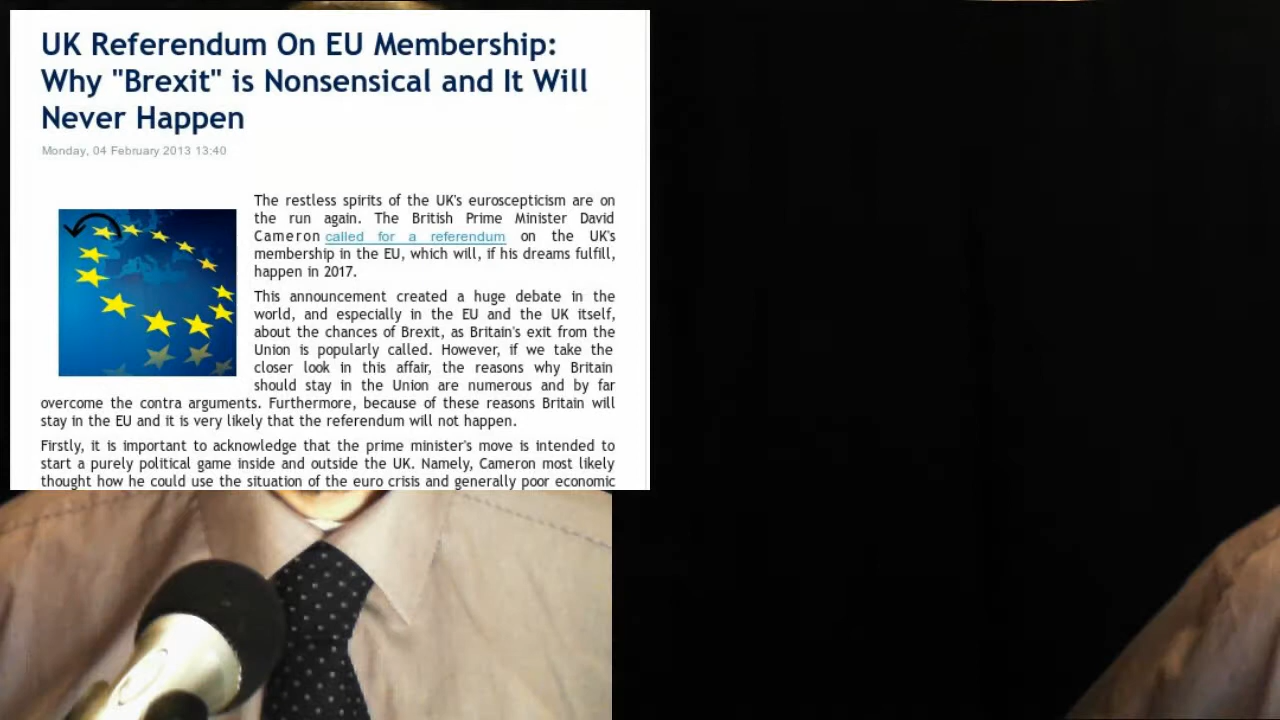 UK Referendum On EU Membership:
Why "Brexit" is Nonsensical and It Will
Never Happen
Monday, 04 February 2013 13:40
The restless spirits of the UK's euroscepticism are on
the run again. The British Prime Minister David
Cameron called for a referendum on the UK's
membership in the EU, which will, if his dreams fulfill,
happen in 2017.
This announcement created a huge debate in the
world, and especially in the EU and the UK itself,
about the chances of Brexit, as Britain's exit from the
Union is popularly called. However, if we take the
closer look in this affair, the reasons why Britain
should stay in the Union are numerous and by far
overcome the contra arguments. Furthermore, because of these reasons Britain will
stay in the EU and it is very likely that the referendum will not happen.
Firstly, it is important to acknowledge that the prime minister's move is intended to
start a purely political game inside and outside the UK. Namely, Cameron most likely
thought how he could use the situation of the euro crisis and generally poor economic